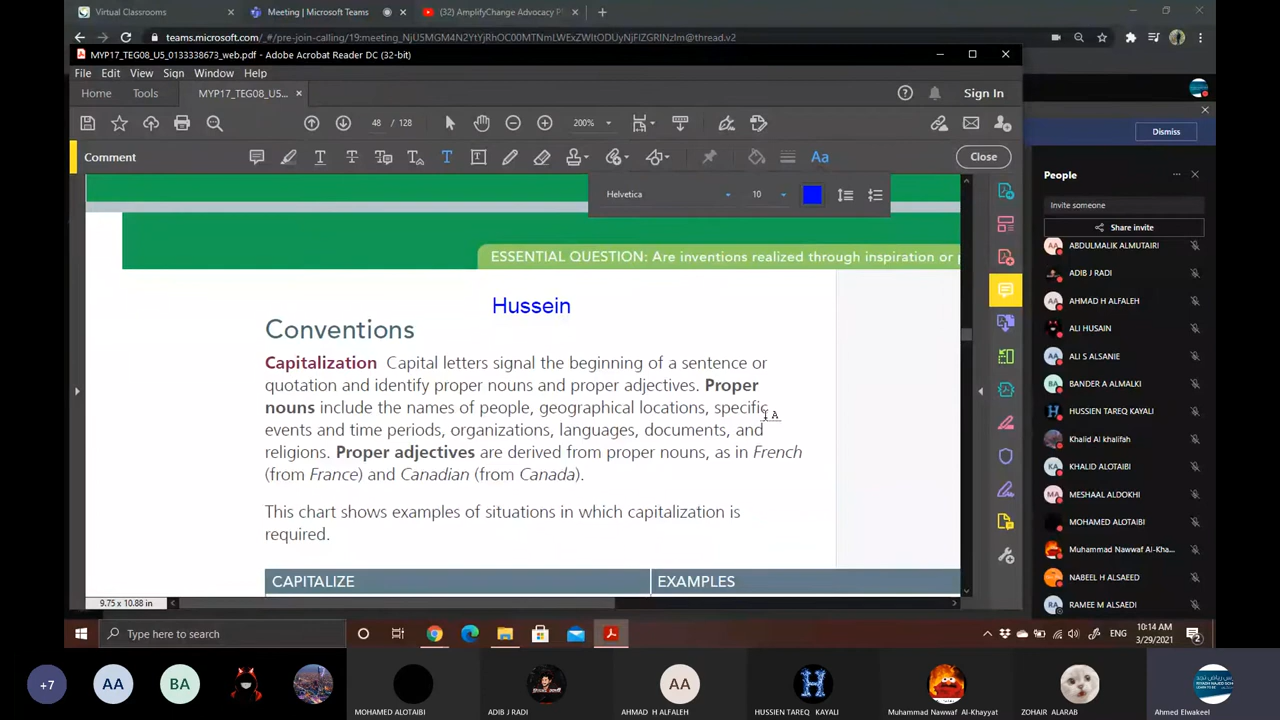 Virtual Classrooms
Meeting | Microsoft Teams
(32) AmplifyChange Advocacy P
teams.microsoft.com/_#/pre-join-calling/19:meeting_NjU5MGM4N2YtYjRhOC00MTNmLWExZWItODUyNjFlZGRlNzlm@thread.v2
MYP17_TEG08_U5_0133338673_web.pdf - Adobe Acrobat Reader DC (32-bit)
File Edit View Sign Window Help
Dismiss
Home Tools MYP17_TEG08_U5... Sign In
48 / 128 200%
Comment Close
People
Helvetica 10
Invite someone
Share invite
ESSENTIAL QUESTION: Are inventions realized through inspiration or p
Hussein
Conventions
Capitalization Capital letters signal the beginning of a sentence or
quotation and identify proper nouns and proper adjectives. Proper
nouns include the names of people, geographical locations, specific
events and time periods, organizations, languages, documents, and
religions. Proper adjectives are derived from proper nouns, as in French
(from France) and Canadian (from Canada).
This chart shows examples of situations in which capitalization is
required.
CAPITALIZE EXAMPLES
9.75 x 10.88 in
AA ABDULMALIK ALMUTAIRI
ADIB J RADI
AA AHMAD H ALFALEH
ALI HUSAIN
AA ALI S ALSANIE
BA BANDER A ALMALKI
HUSSIEN TAREQ KAYALI
Khalid Al khalifah
KA KHALID ALOTAIBI
MA MESHAAL ALDOKHI
MOHAMED ALOTAIBI
Muhammad Nawwaf Al-Kha...
NABEEL H ALSAEED
RA RAMEE M ALSAEDI
Type here to search
ENG
10:14 AM
3/29/2021
2
+7 AA BA AA
MOHAMED ALOTAIBI ADIB J RADI AHMAD H ALFALEH HUSSIEN TAREQ KAYALI Muhammad Nawwaf Al-Khayyat ZOHAIR ALARAB Ahmed Elwakeel